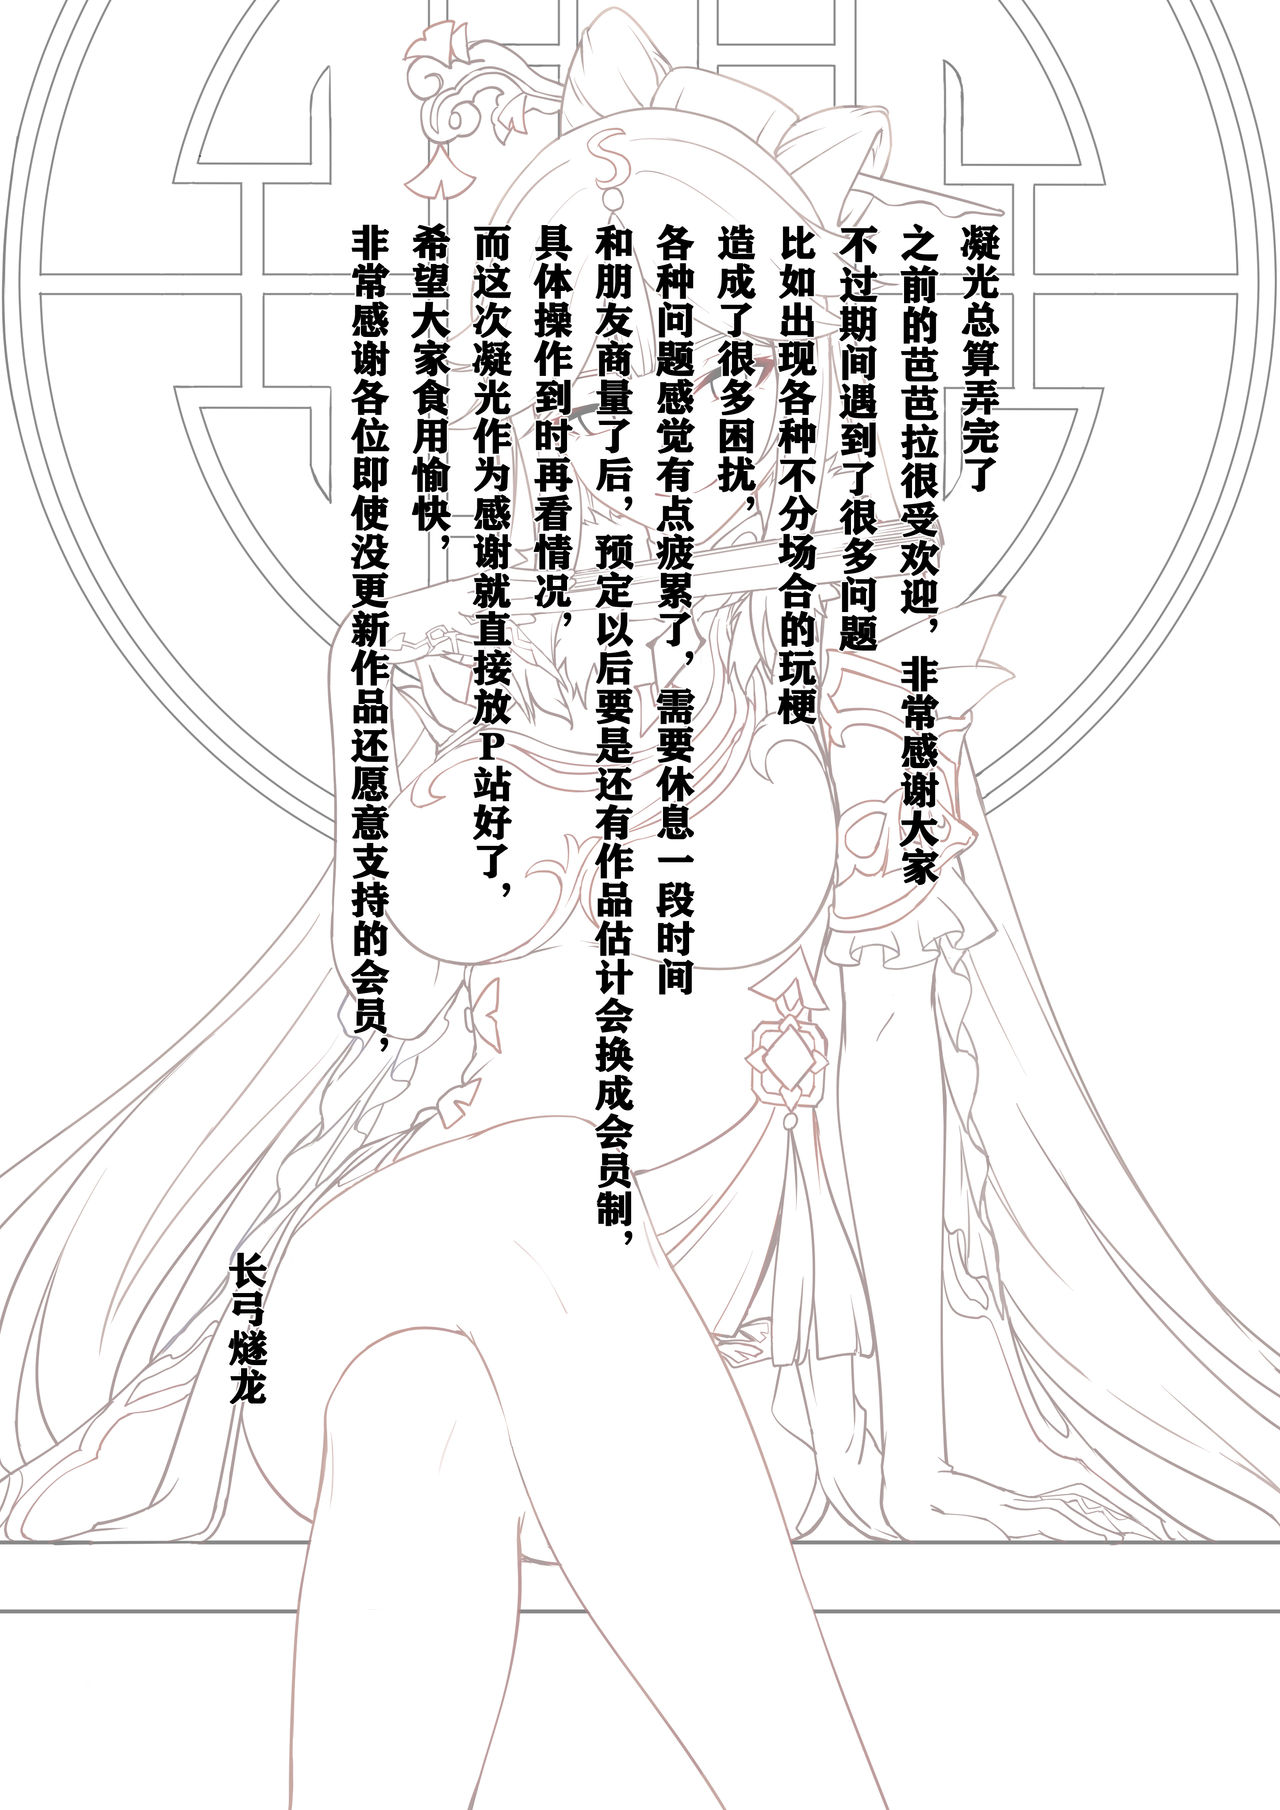 凝光总算弄完了
之前的芭芭拉很受欢迎，非常感谢大家
不过期间遇到了很多问题
比如出现各种不分场合的玩梗
造成了很多困扰，
各种问题感觉有点疲累了，需要休息一段时间
和朋友商量了后，预定以后要是还有作品估计会换成会员制，
具体操作到时再看情况，
而这次凝光作为感谢就直接放P站好了，
希望大家食用愉快，
非常感谢各位即使没更新作品还愿意支持的会员，
长弓燧龙